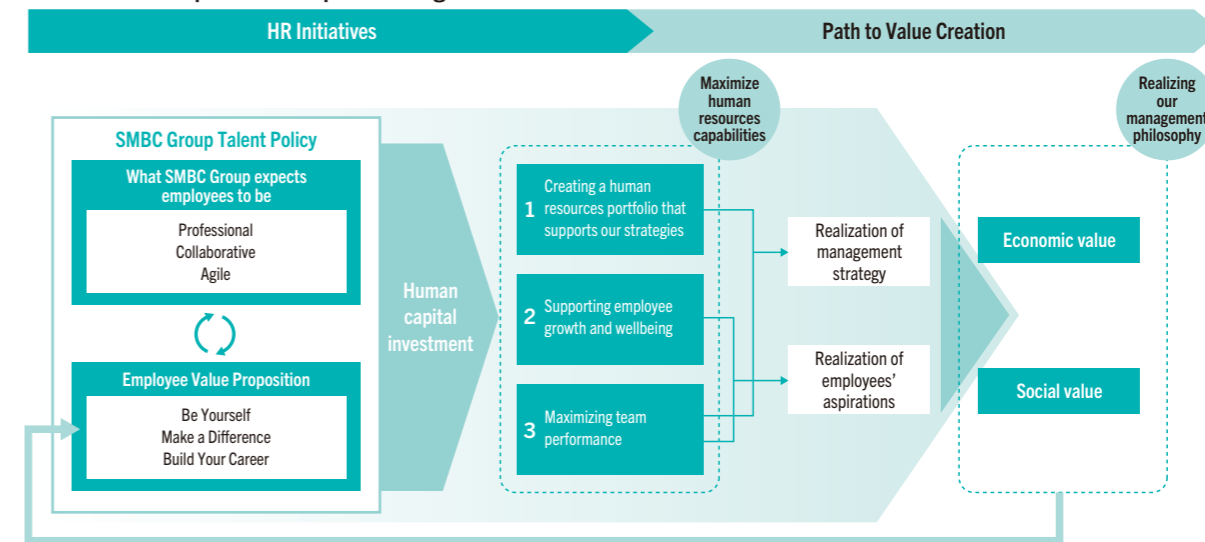 HR Initiatives
Path to Value Creation
Maximize
human
resources
capabilities
Realizing
our
management
philosophy
SMBC Group Talent Policy
What SMBC Group expects
employees to be
Professional
Collaborative
Agile
Employee Value Proposition
Be Yourself
Make a Difference
Build Your Career
Human
capital
investment
1 Creating a human
resources portfolio that
supports our strategies
2 Supporting employee
growth and wellbeing
3 Maximizing team
performance
Realization of
management
strategy
Realization of
employees’
aspirations
Economic value
Social value